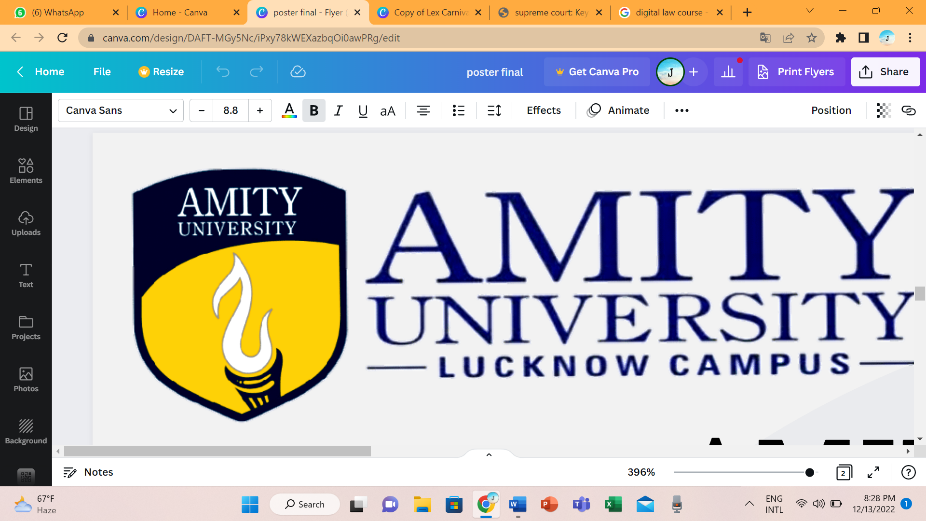 WhatsApp
Home - Canva
poster final - Flyer
Copy of Lex Carniv
supreme court: Key
digital law course -
canva.com/design/DAFT-MGy5Nc/iPxy78kWEXazbqOi0awPRg/edit
Home File Resize poster final Get Canva Pro J + Print Flyers Share
Canva Sans – 8.8 + A B I U aA Effects Animate ••• Position
Design
Elements
Uploads
Text
Projects
Photos
Background
AMITY
UNIVERSITY
AMITY
UNIVERSITY
LUCKNOW CAMPUS
Notes 396% 2
67°F
Haze
Search
ENG
INTL
8:28 PM
12/13/2022
1